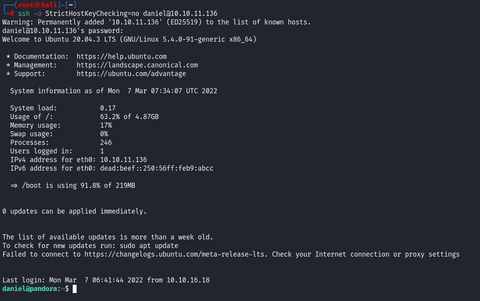 ┌──(root㉿kali)-[~]
└─# ssh -o StrictHostKeyChecking=no daniel@10.10.11.136
Warning: Permanently added '10.10.11.136' (ED25519) to the list of known hosts.
daniel@10.10.11.136's password:
Welcome to Ubuntu 20.04.3 LTS (GNU/Linux 5.4.0-91-generic x86_64)
* Documentation: https://help.ubuntu.com
* Management: https://landscape.canonical.com
* Support: https://ubuntu.com/advantage
System information as of Mon 7 Mar 07:34:07 UTC 2022
System load: 0.17
Usage of /: 63.2% of 4.87GB
Memory usage: 17%
Swap usage: 0%
Processes: 246
Users logged in: 1
IPv4 address for eth0: 10.10.11.136
IPv6 address for eth0: dead:beef::250:56ff:feb9:abcc
=> /boot is using 91.8% of 219MB
0 updates can be applied immediately.
The list of available updates is more than a week old.
To check for new updates run: sudo apt update
Failed to connect to https://changelogs.ubuntu.com/meta-release-lts. Check your Internet connection or proxy settings
Last login: Mon Mar 7 06:41:44 2022 from 10.10.16.18
daniel@pandora:~$